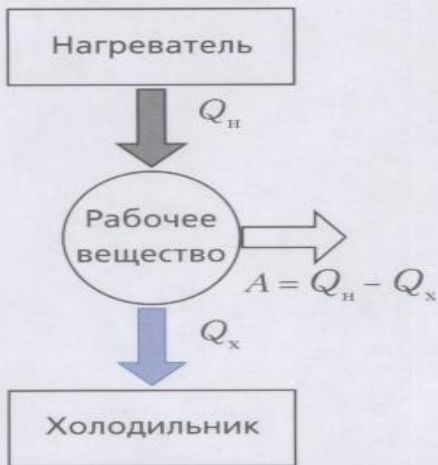 Нагреватель
Qн
Рабочее
вещество
A = Qн − Qх
Qх
Холодильник